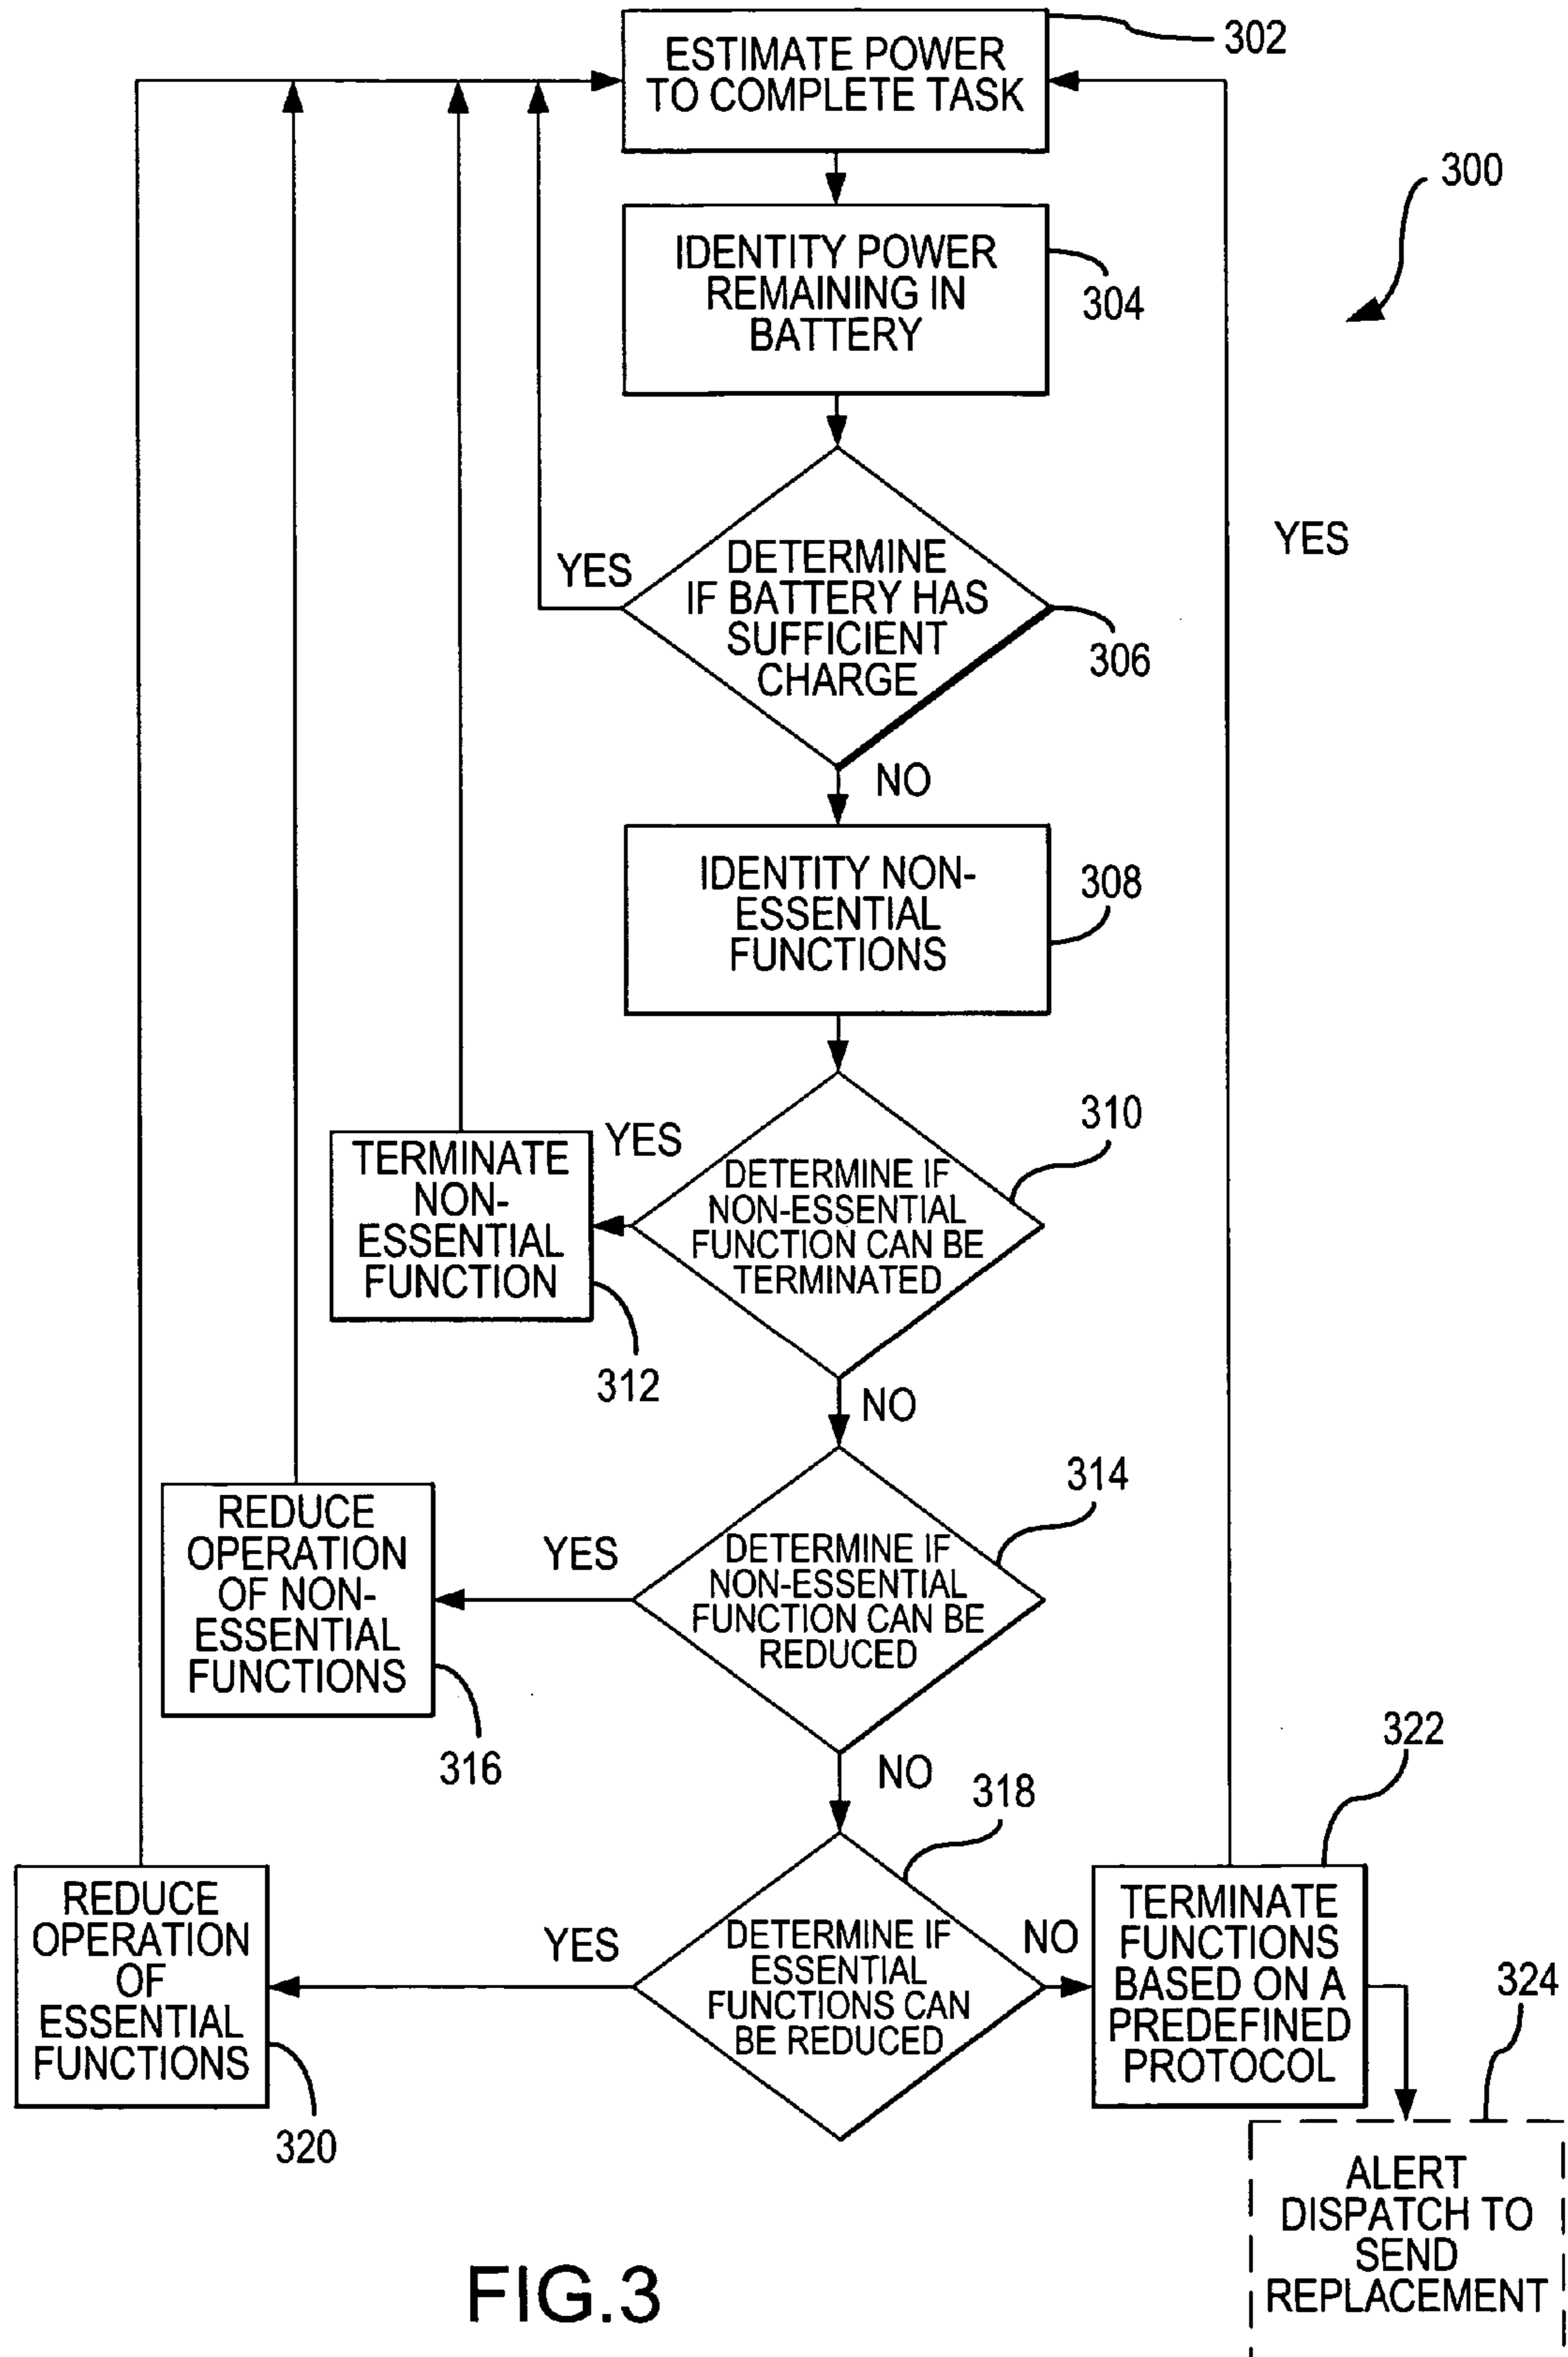 ESTIMATE POWER
TO COMPLETE TASK
302
300
IDENTITY POWER
REMAINING IN
BATTERY
304
YES
YES
DETERMINE
IF BATTERY HAS
SUFFICIENT
CHARGE
306
NO
IDENTITY NON-
ESSENTIAL
FUNCTIONS
308
310
YES
TERMINATE
NON-
ESSENTIAL
FUNCTION
DETERMINE IF
NON-ESSENTIAL
FUNCTION CAN BE
TERMINATED
312
NO
314
REDUCE
OPERATION
OF NON-
ESSENTIAL
FUNCTIONS
YES
DETERMINE IF
NON-ESSENTIAL
FUNCTION CAN BE
REDUCED
316
NO
318
322
REDUCE
OPERATION
OF
ESSENTIAL
FUNCTIONS
YES
DETERMINE IF
ESSENTIAL
FUNCTIONS CAN
BE REDUCED
NO
TERMINATE
FUNCTIONS
BASED ON A
PREDEFINED
PROTOCOL
324
320
ALERT
DISPATCH TO
SEND
REPLACEMENT
FIG.3